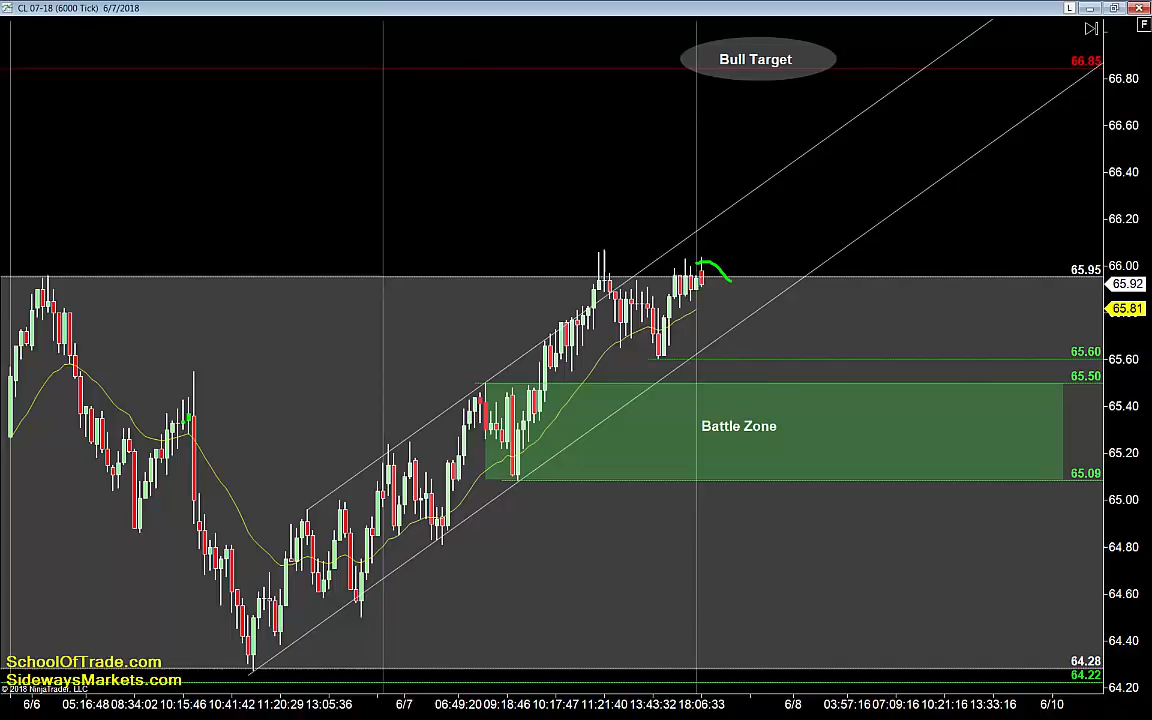 CL 07-18 (6000 Tick) 6/7/2018
L
F
Bull Target
66.85
66.80
66.60
66.40
66.20
66.00
65.95
65.92
65.81
65.60
65.60
65.50
65.40
Battle Zone
65.20
65.09
65.00
64.80
64.60
64.40
64.28
64.22
64.20
SchoolOfTrade.com
SidewaysMarkets.com
© 2018 NinjaTrader, LLC
6/6 05:16:48 08:34:02 10:15:46 10:41:42 11:20:29 13:05:36 6/7 06:49:20 09:18:46 10:17:47 11:21:40 13:43:32 18:06:33 6/8 03:57:16 07:09:16 10:21:16 13:33:16 6/10